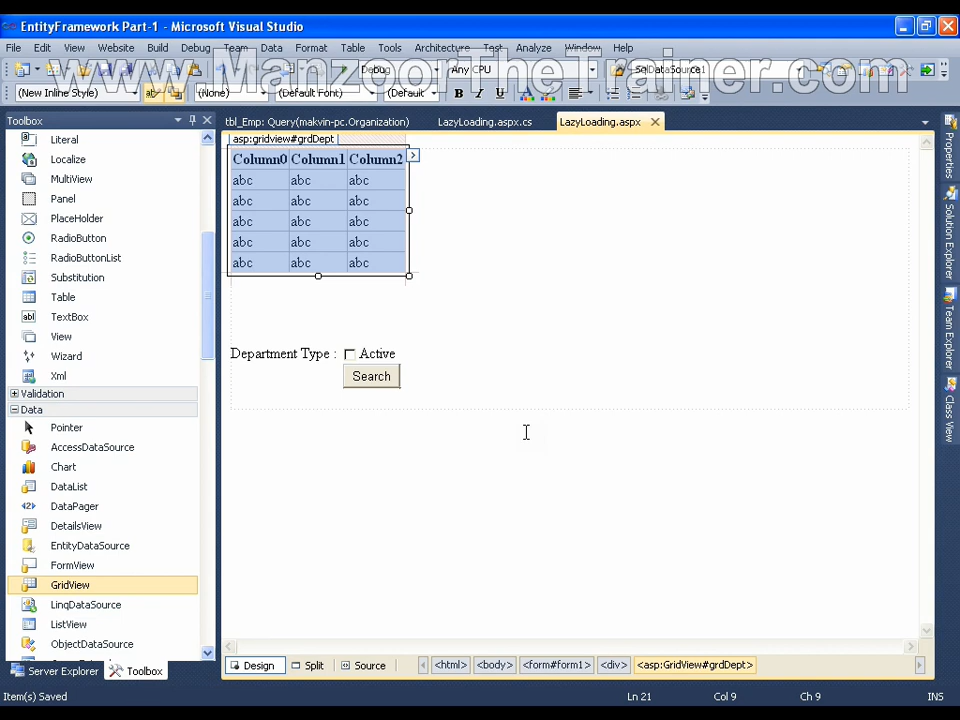 EntityFramework Part-1 - Microsoft Visual Studio
File Edit View Website Build Debug Team Data Format Table Tools Architecture Test Analyze Window Help
www.ManzoorTheTrainer.com
Debug Any CPU SqlDataSource1
(New Inline Style) (None) (Default Font) (Default B I U A
Toolbox
tbl_Emp: Query(makvin-pc.Organization) LazyLoading.aspx.cs LazyLoading.aspx
asp:gridview#grdDept
Column0 Column1 Column2
abc abc abc
abc abc abc
abc abc abc
abc abc abc
abc abc abc
Department Type : Active
Search
Literal
Localize
MultiView
Panel
PlaceHolder
RadioButton
RadioButtonList
Substitution
Table
abl TextBox
View
Wizard
Xml
Validation
Data
Pointer
AccessDataSource
Chart
DataList
DataPager
DetailsView
EntityDataSource
FormView
GridView
LinqDataSource
ListView
ObjectDataSource
Server Explorer Toolbox
Properties
Solution Explorer
Team Explorer
Class View
Design Split Source <html> <body> <form#form1> <div> <asp:GridView#grdDept>
Item(s) Saved Ln 21 Col 9 Ch 9 INS